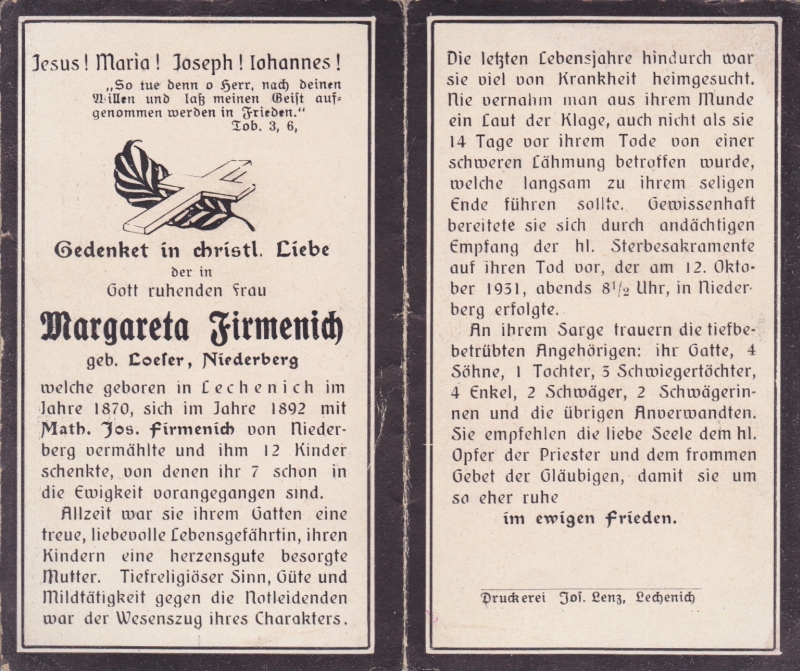 Jesus! Maria! Joseph! Johannes!
„So tue denn o Herr, nach deinen
Willen und laß meinen Geist auf-
genommen werden in Frieden.“
Tob. 3, 6,
Gedenket in christl. Liebe
der in
Gott ruhenden Frau
Margareta Firmenich
geb. Loeser, Niederberg
welche geboren in Lechenich im
Jahre 1870, sich im Jahre 1892 mit
Math. Jos. Firmenich von Nieder-
berg vermählte und ihm 12 Kinder
schenkte, von denen ihr 7 schon in
die Ewigkeit vorangegangen sind.
Allzeit war sie ihrem Gatten eine
treue, liebevolle Lebensgefährtin, ihren
Kindern eine herzensgute besorgte
Mutter. Tiefreligiöser Sinn, Güte und
Mildtätigkeit gegen die Notleidenden
war der Wesenszug ihres Charakters.
Die letzten Lebensjahre hindurch war
sie viel von Krankheit heimgesucht.
Nie vernahm man aus ihrem Munde
ein Laut der Klage, auch nicht als sie
14 Tage vor ihrem Tode von einer
schweren Lähmung betroffen wurde,
welche langsam zu ihrem seligen
Ende führen sollte. Gewissenhaft
bereitete sie sich durch andächtigen
Empfang der hl. Sterbesakramente
auf ihren Tod vor, der am 12. Okto-
ber 1931, abends 8½ Uhr, in Nieder-
berg erfolgte.
An ihrem Sarge trauern die tiefbe-
betrübten Angehörigen: ihr Gatte, 4
Söhne, 1 Tochter, 3 Schwiegertöchter,
4 Enkel, 2 Schwäger, 2 Schwägerin-
nen und die übrigen Anverwandten.
Sie empfehlen die liebe Seele dem hl.
Opfer der Priester und dem frommen
Gebet der Gläubigen, damit sie um
so eher ruhe
im ewigen Frieden.
Druckerei Jos. Lenz, Lechenich